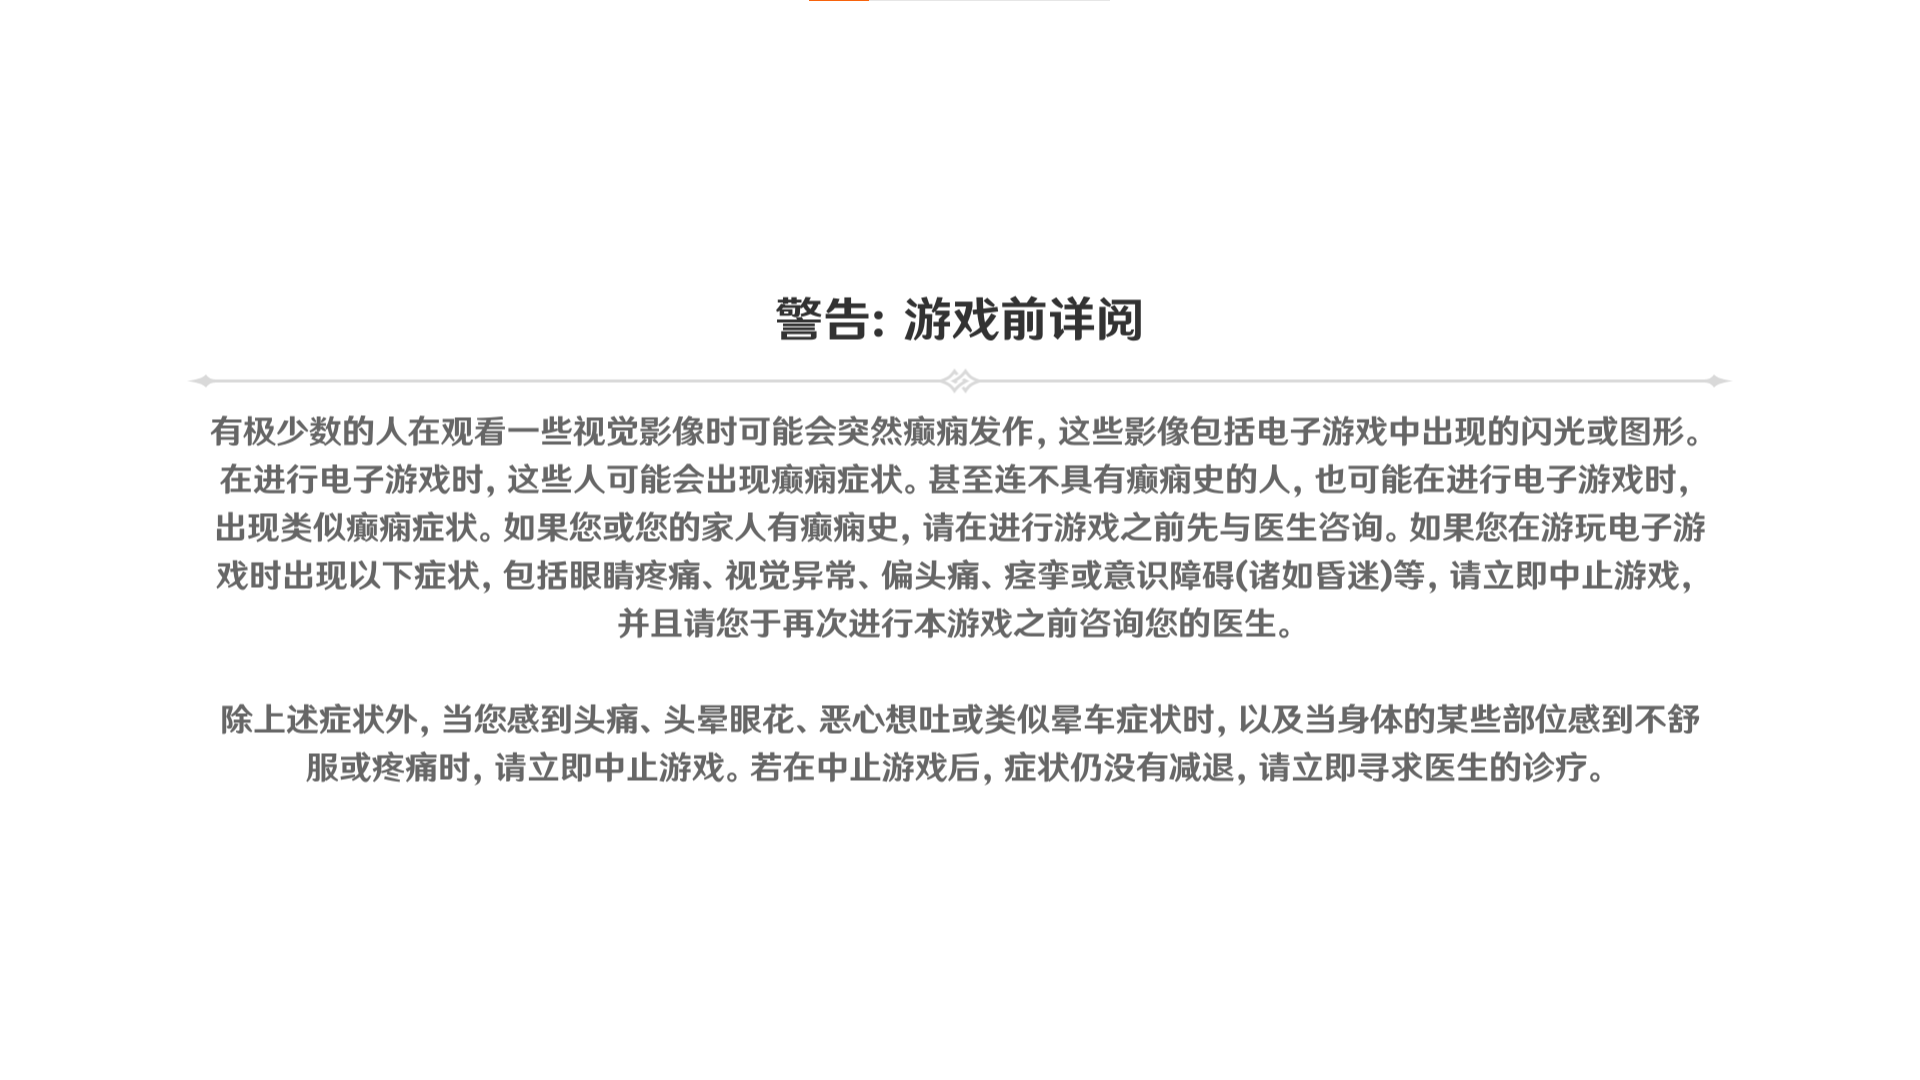 警告: 游戏前详阅
有极少数的人在观看一些视觉影像时可能会突然癫痫发作, 这些影像包括电子游戏中出现的闪光或图形。
在进行电子游戏时, 这些人可能会出现癫痫症状。甚至连不具有癫痫史的人, 也可能在进行电子游戏时,
出现类似癫痫症状。如果您或您的家人有癫痫史, 请在进行游戏之前先与医生咨询。如果您在游玩电子游
戏时出现以下症状, 包括眼睛疼痛、视觉异常、偏头痛、痉挛或意识障碍(诸如昏迷)等, 请立即中止游戏,
并且请您于再次进行本游戏之前咨询您的医生。
除上述症状外, 当您感到头痛、头晕眼花、恶心想吐或类似晕车症状时, 以及当身体的某些部位感到不舒
服或疼痛时, 请立即中止游戏。若在中止游戏后, 症状仍没有减退, 请立即寻求医生的诊疗。